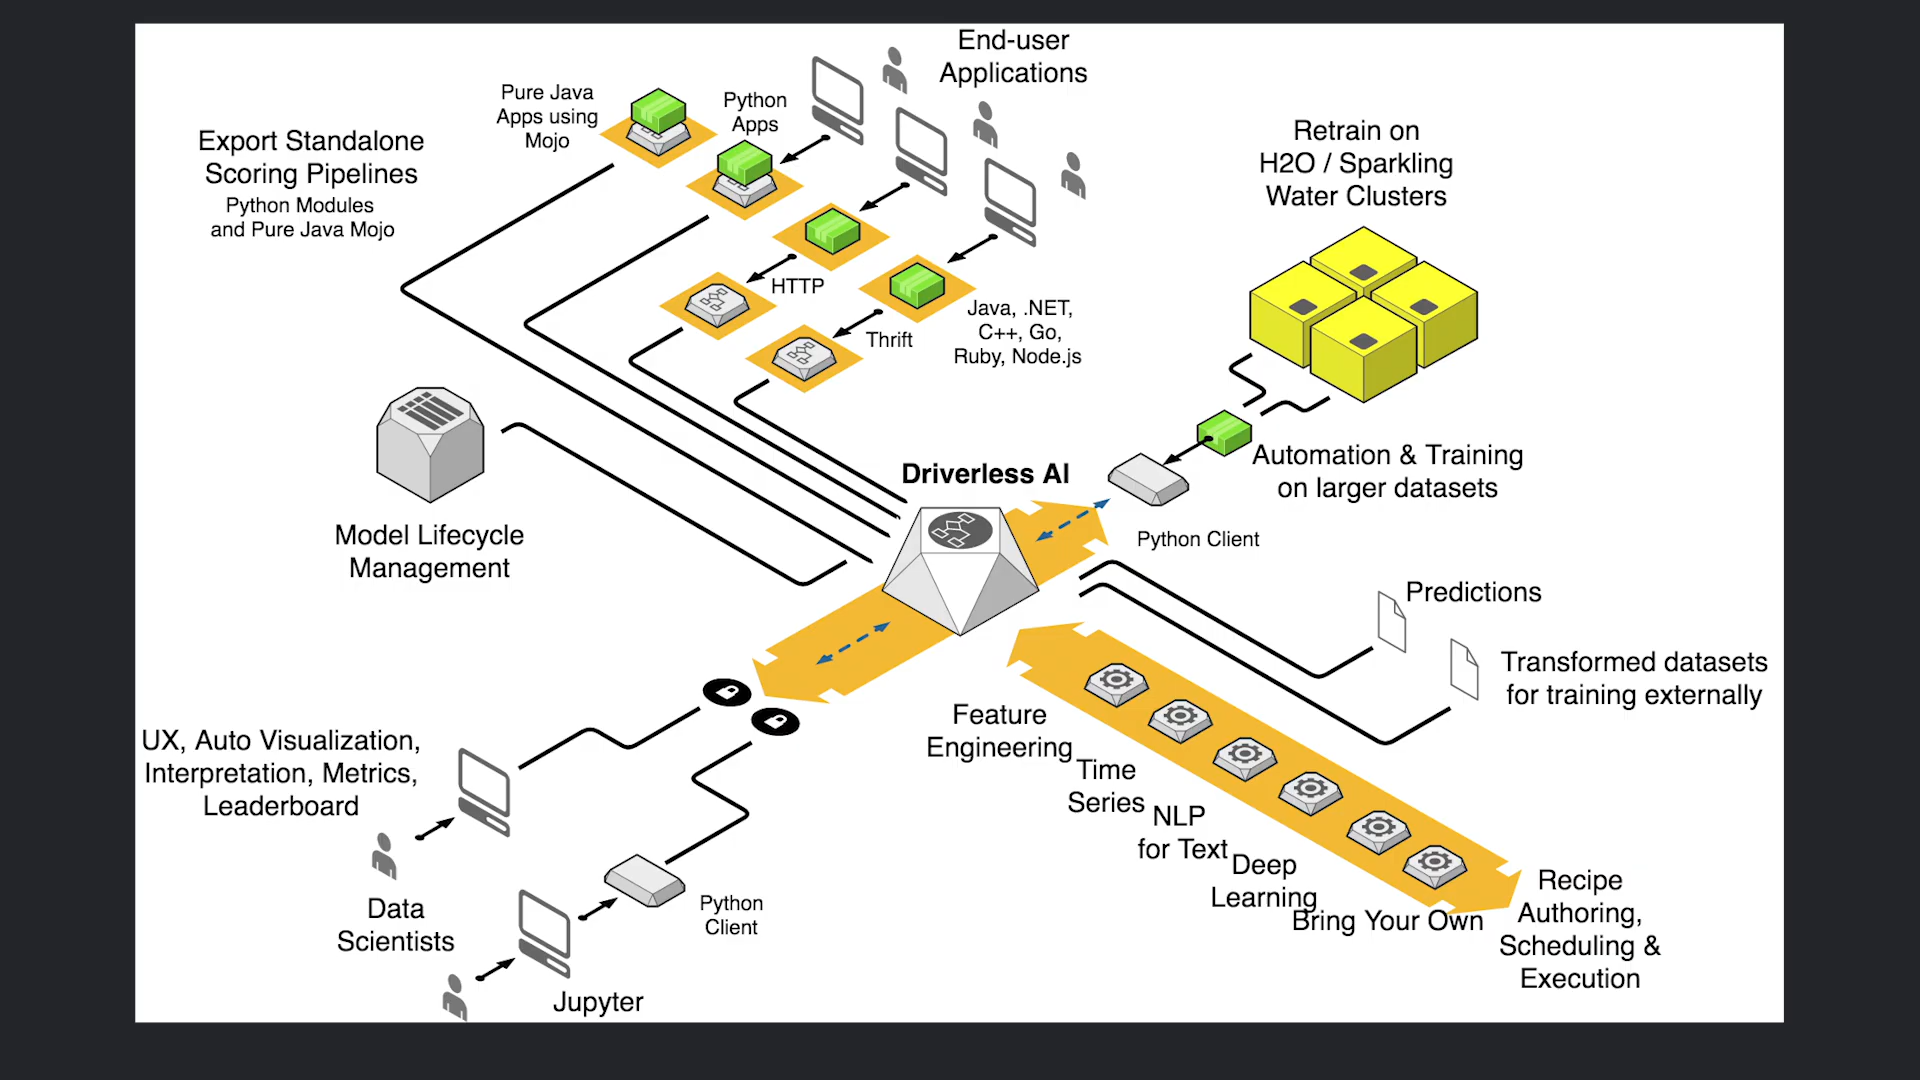 End-user
Applications
Pure Java
Apps using
Mojo
Python
Apps
Export Standalone
Scoring Pipelines
Python Modules
and Pure Java Mojo
Retrain on
H2O / Sparkling
Water Clusters
HTTP
Thrift
Java, .NET,
C++, Go,
Ruby, Node.js
Automation & Training
on larger datasets
Driverless AI
Python Client
Model Lifecycle
Management
Predictions
Transformed datasets
for training externally
UX, Auto Visualization,
Interpretation, Metrics,
Leaderboard
Feature
Engineering
Time
Series
NLP
for Text
Deep
Learning
Bring Your Own
Recipe
Authoring,
Scheduling &
Execution
Data
Scientists
Python
Client
Jupyter